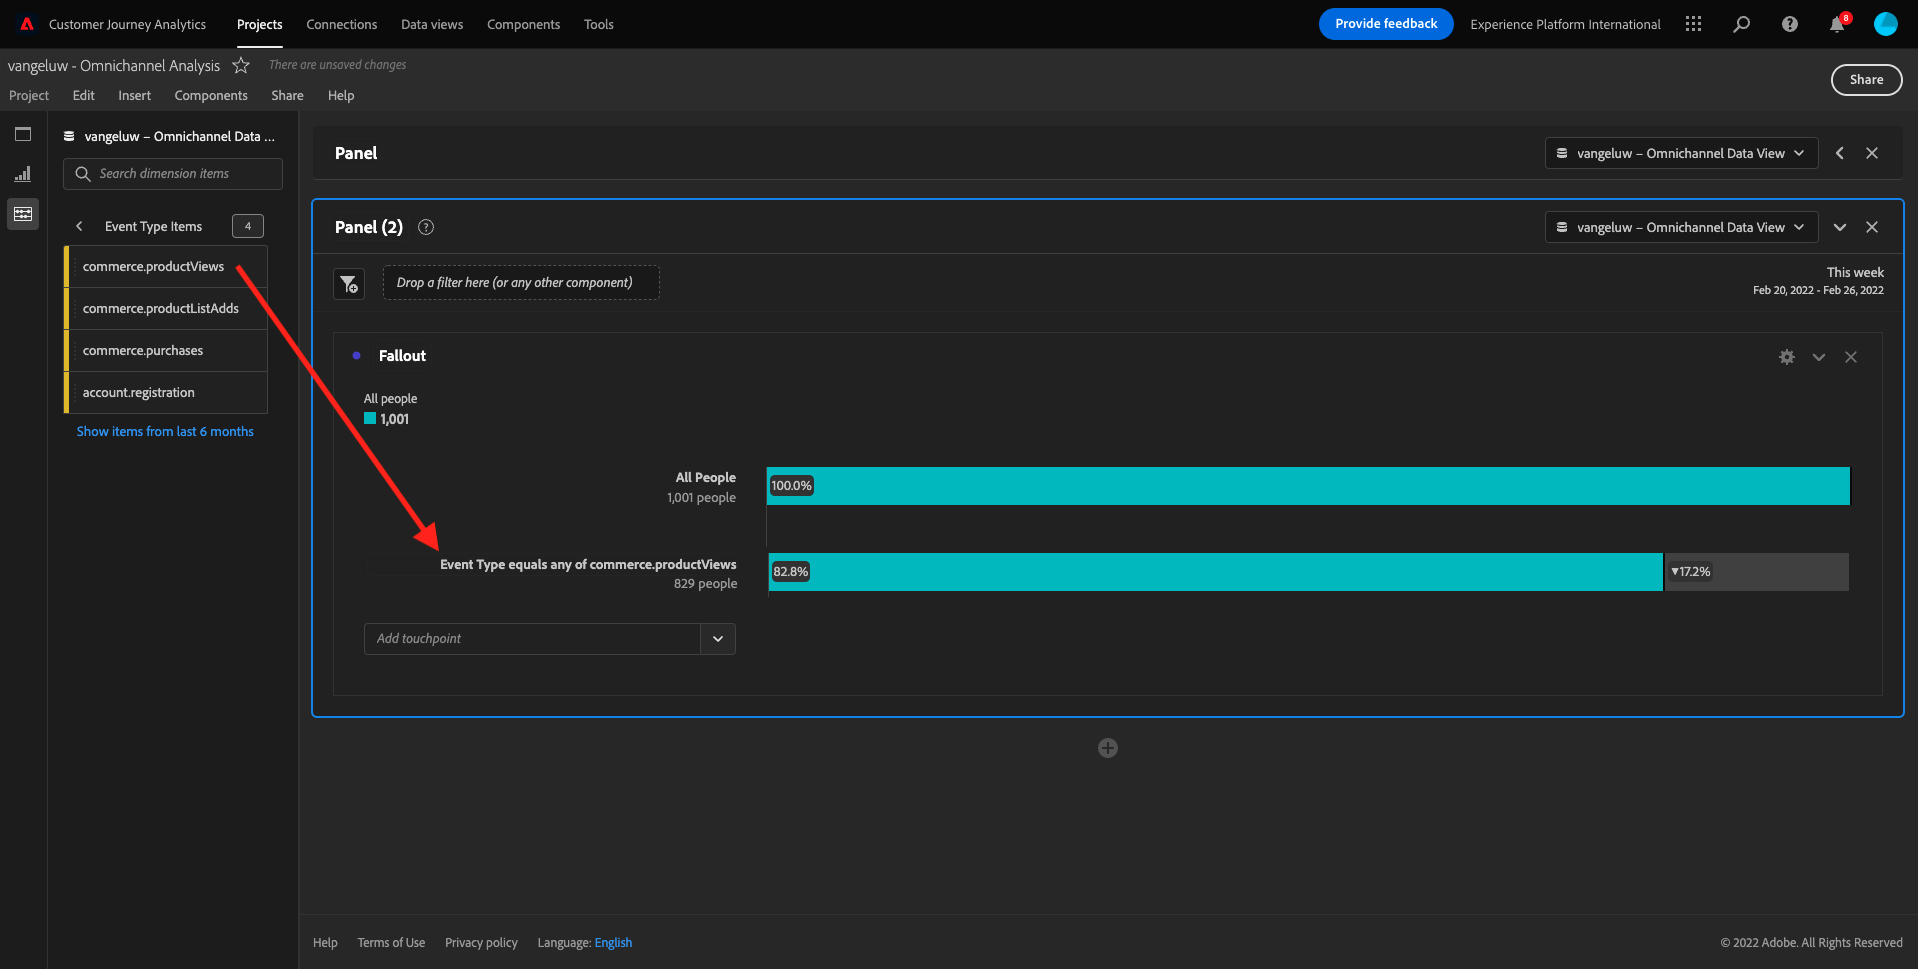 Customer Journey Analytics
Projects
Connections
Data views
Components
Tools
Provide feedback
Experience Platform International
8
vangeluw - Omnichannel Analysis
There are unsaved changes
Project
Edit
Insert
Components
Share
Help
Share
vangeluw – Omnichannel Data ...
Search dimension items
Event Type Items
4
commerce.productViews
commerce.productListAdds
commerce.purchases
account.registration
Show items from last 6 months
Panel
vangeluw – Omnichannel Data View
Panel (2)
?
vangeluw – Omnichannel Data View
Drop a filter here (or any other component)
This week
Feb 20, 2022 - Feb 26, 2022
Fallout
All people
1,001
All People
1,001 people
100.0%
Event Type equals any of commerce.productViews
829 people
82.8%
▼17.2%
Add touchpoint
Help
Terms of Use
Privacy policy
Language: English
© 2022 Adobe. All Rights Reserved